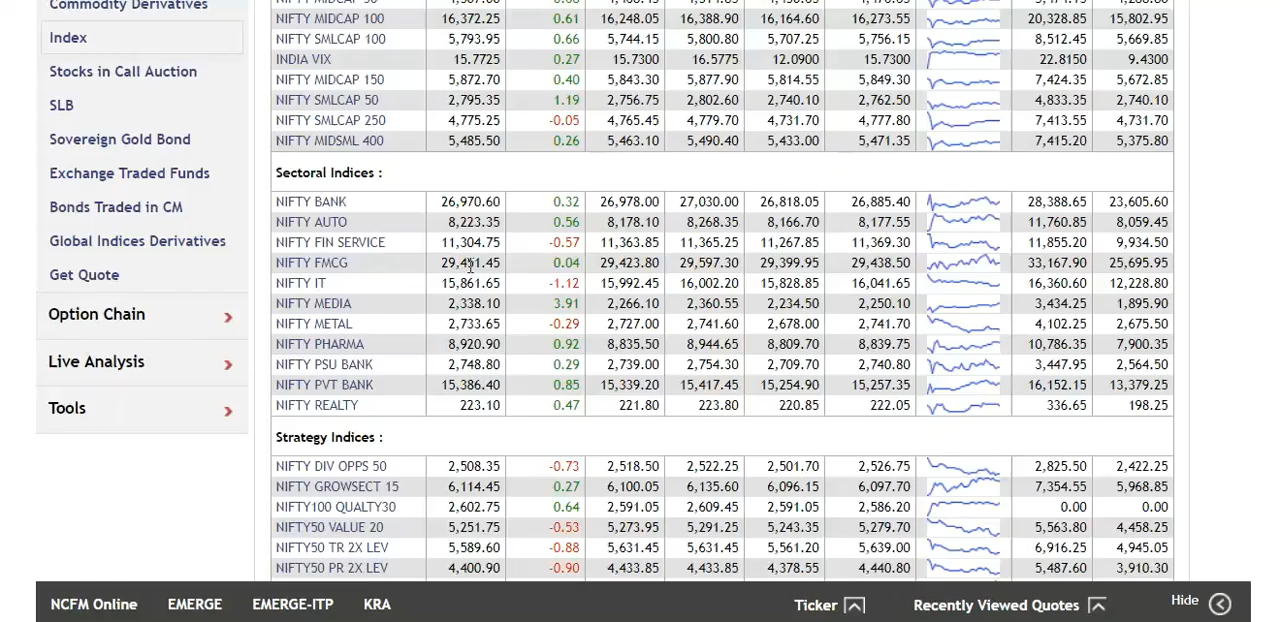 Commodity Derivatives
Index
Stocks in Call Auction
SLB
Sovereign Gold Bond
Exchange Traded Funds
Bonds Traded in CM
Global Indices Derivatives
Get Quote
Option Chain
Live Analysis
Tools
NIFTY MIDCAP 100 16,372.25 0.61 16,248.05 16,388.90 16,164.60 16,273.55 20,328.85 15,802.95
NIFTY SMLCAP 100 5,793.95 0.66 5,744.15 5,800.80 5,707.25 5,756.15 8,512.45 5,669.85
INDIA VIX 15.7725 0.27 15.7300 16.5775 12.0900 15.7300 22.8150 9.4300
NIFTY MIDCAP 150 5,872.70 0.40 5,843.30 5,877.90 5,814.55 5,849.30 7,424.35 5,672.85
NIFTY SMLCAP 50 2,795.35 1.19 2,756.75 2,802.60 2,740.10 2,762.50 4,833.35 2,740.10
NIFTY SMLCAP 250 4,775.25 -0.05 4,765.45 4,779.70 4,731.70 4,777.80 7,413.55 4,731.70
NIFTY MIDSML 400 5,485.50 0.26 5,463.10 5,490.40 5,433.00 5,471.35 7,415.20 5,375.80
Sectoral Indices :
NIFTY BANK 26,970.60 0.32 26,978.00 27,030.00 26,818.05 26,885.40 28,388.65 23,605.60
NIFTY AUTO 8,223.35 0.56 8,178.10 8,268.35 8,166.70 8,177.55 11,760.85 8,059.45
NIFTY FIN SERVICE 11,304.75 -0.57 11,363.85 11,365.25 11,267.85 11,369.30 11,855.20 9,934.50
NIFTY FMCG 0.04 29,423.80 29,597.30 29,399.95 29,438.50 33,167.90 25,695.95
NIFTY IT 15,861.65 -1.12 15,992.45 16,002.20 15,828.85 16,041.65 16,360.60 12,228.80
NIFTY MEDIA 2,338.10 3.91 2,266.10 2,360.55 2,234.50 2,250.10 3,434.25 1,895.90
NIFTY METAL 2,733.65 -0.29 2,727.00 2,741.60 2,678.00 2,741.70 4,102.25 2,675.50
NIFTY PHARMA 8,920.90 0.92 8,835.50 8,944.65 8,809.70 8,839.75 10,786.35 7,900.35
NIFTY PSU BANK 2,748.80 0.29 2,739.00 2,754.30 2,709.70 2,740.80 3,447.95 2,564.50
NIFTY PVT BANK 15,386.40 0.85 15,339.20 15,417.45 15,254.90 15,257.35 16,152.15 13,379.25
NIFTY REALTY 223.10 0.47 221.80 223.80 220.85 222.05 336.65 198.25
Strategy Indices :
NIFTY DIV OPPS 50 2,508.35 -0.73 2,518.50 2,522.25 2,501.70 2,526.75 2,825.50 2,422.25
NIFTY GROWSECT 15 6,114.45 0.27 6,100.05 6,135.60 6,096.15 6,097.70 7,354.55 5,968.85
NIFTY100 QUALTY30 2,602.75 0.64 2,591.05 2,609.45 2,591.05 2,586.20 0.00 0.00
NIFTY50 VALUE 20 5,251.75 -0.53 5,273.95 5,291.25 5,243.35 5,279.70 5,563.80 4,458.25
NIFTY50 TR 2X LEV 5,589.60 -0.88 5,631.45 5,631.45 5,561.20 5,639.00 6,916.25 4,945.05
NIFTY50 PR 2X LEV 4,400.90 -0.90 4,433.85 4,433.85 4,378.55 4,440.80 5,487.60 3,910.30
NCFM Online EMERGE EMERGE-ITP KRA Ticker Recently Viewed Quotes Hide